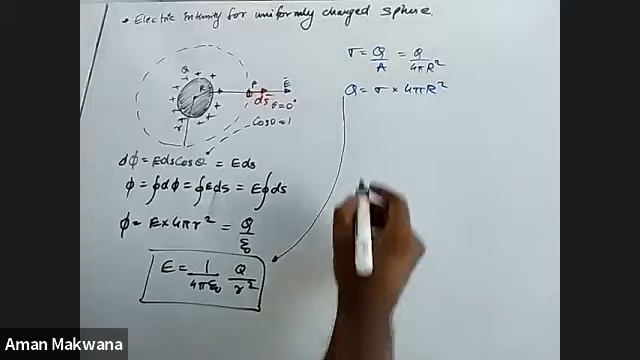 • Electric intensity for uniformly charged sphere.
Q
R
r
P
E
ds
θ=0°
Cosθ=1
dφ = Eds Cosθ = Eds
φ = ∮dφ = ∮Eds = E∮ds
φ = E×4πr² = Q/ε₀
E = 1/4πε₀ Q/r²
σ = Q/A = Q/4πR²
Q = σ × 4πR²
Aman Makwana